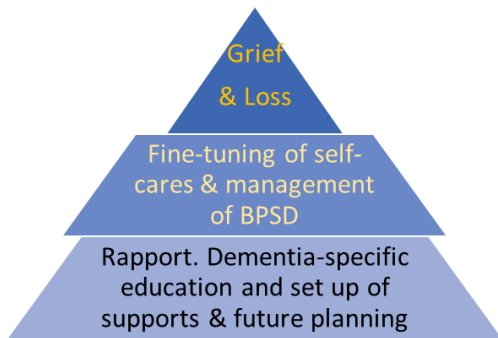 Grief
& Loss
Fine-tuning of self-
cares & management
of BPSD
Rapport. Dementia-specific
education and set up of
supports & future planning